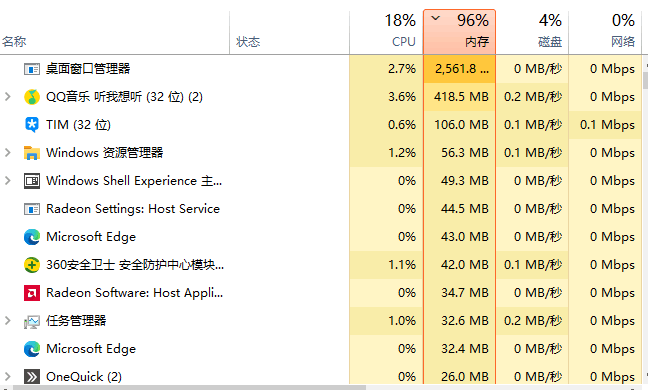 18% 96% 4% 0%
名称 状态 CPU 内存 磁盘 网络
桌面窗口管理器 2.7% 2,561.8 ... 0 MB/秒 0 Mbps
QQ音乐 听我想听 (32 位) (2) 3.6% 418.5 MB 0.2 MB/秒 0 Mbps
TIM (32 位) 0.6% 106.0 MB 0.1 MB/秒 0.1 Mbps
Windows 资源管理器 1.2% 56.3 MB 0.1 MB/秒 0 Mbps
Windows Shell Experience 主... 0% 49.3 MB 0 MB/秒 0 Mbps
Radeon Settings: Host Service 0% 44.5 MB 0 MB/秒 0 Mbps
Microsoft Edge 0% 43.0 MB 0 MB/秒 0 Mbps
360安全卫士 安全防护中心模块... 1.1% 42.0 MB 0.1 MB/秒 0 Mbps
Radeon Software: Host Appli... 0% 34.7 MB 0 MB/秒 0 Mbps
任务管理器 1.0% 32.6 MB 0.2 MB/秒 0 Mbps
Microsoft Edge 0% 32.4 MB 0 MB/秒 0 Mbps
OneQuick (2) 0% 26.0 MB 0 MB/秒 0 Mbps